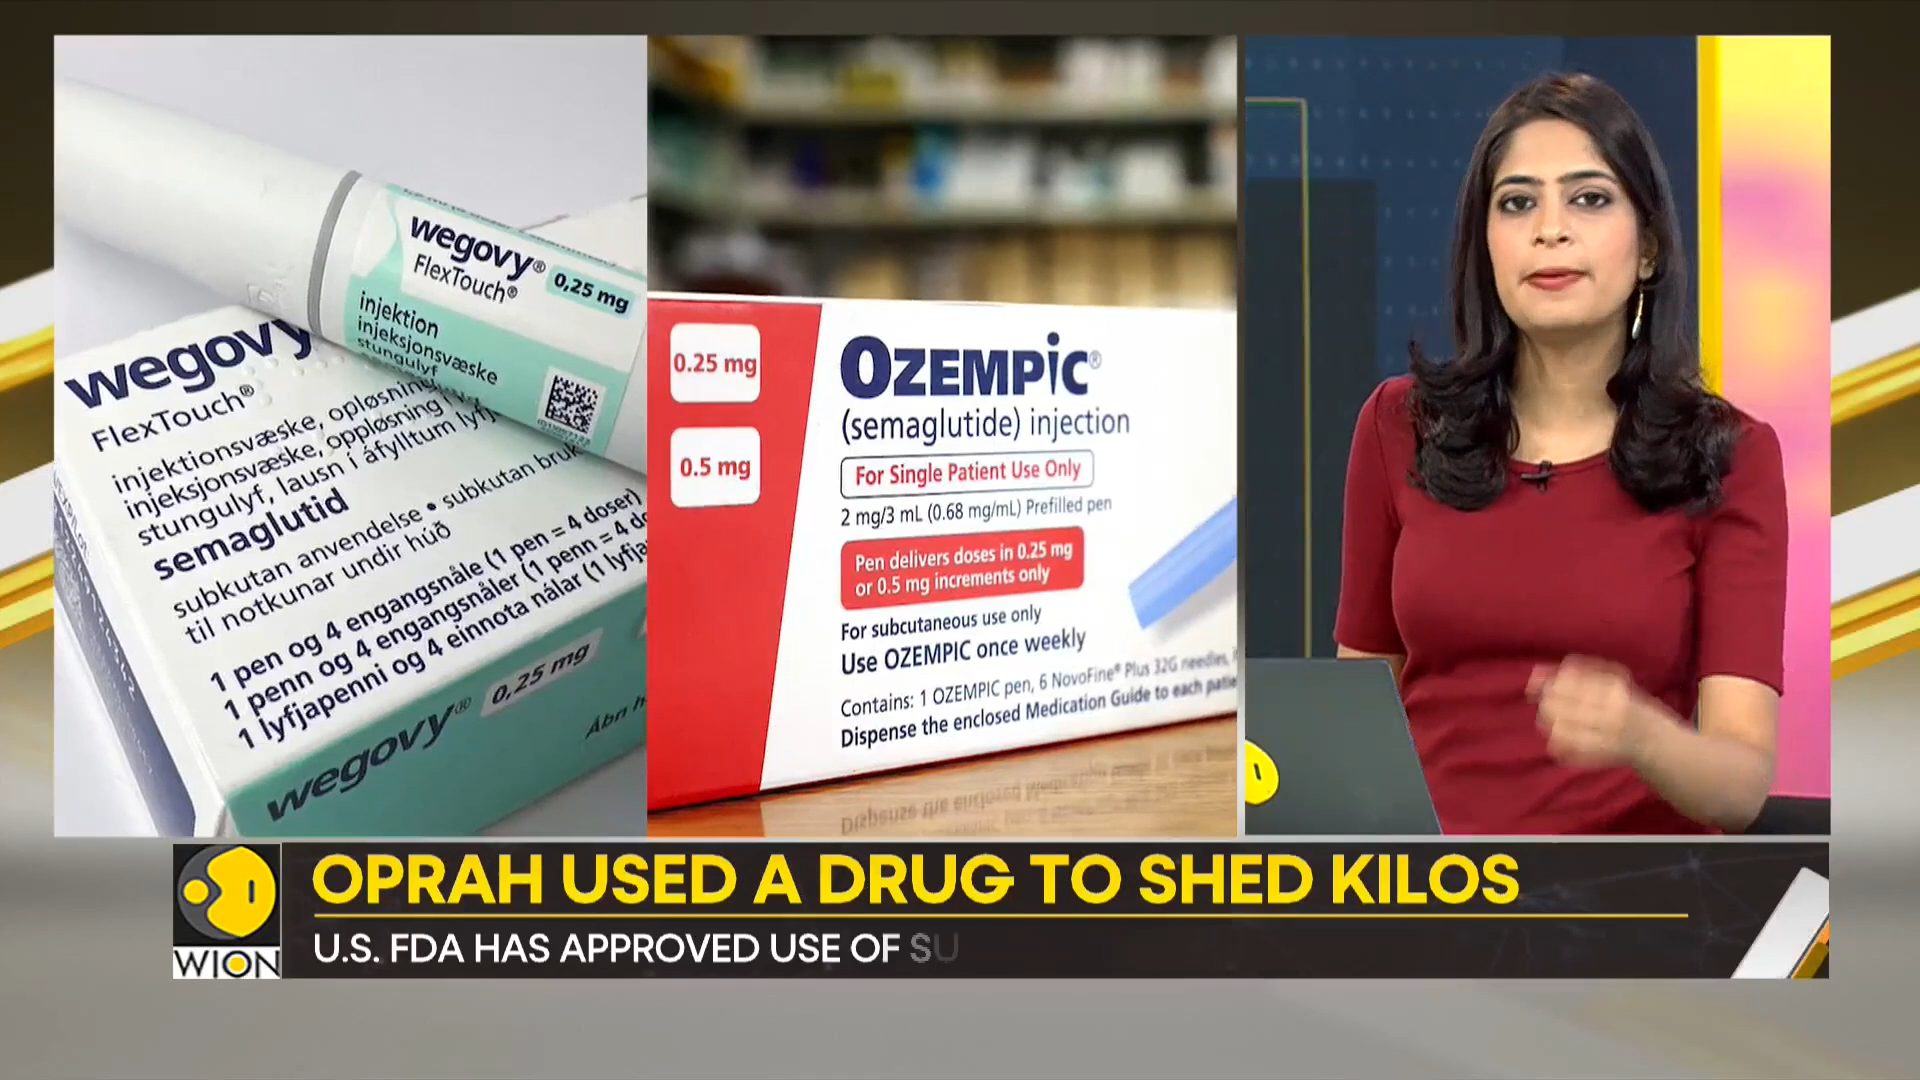 wegovy®
FlexTouch®
0,25 mg
injektion
injeksjonsvæske
stungulyf
wegovy
FlexTouch®
injektionsvæske,
injeksjonsvæske, oppløsning
stungulyf, lausn í áfylltum
semaglutid
subkutan anvendelse • subkutan bruk
til notkunar undir húð
1 pen og 4 engangsnåle (1 pen = 4 doser)
1 penn og 4 engangsnåler (1 penn = 4
1 lyfjapenni og 4 einnota nálar (1
wegovy® 0,25 mg
0.25 mg
0.5 mg
OZEMPIC®
(semaglutide) injection
For Single Patient Use Only
2 mg/3 mL (0.68 mg/mL) Prefilled pen
Pen delivers doses in 0.25 mg
or 0.5 mg increments only
For subcutaneous use only
Use OZEMPIC once weekly
Contains: 1 OZEMPIC pen, 6 NovoFine® Plus 32G needles,
Dispense the enclosed Medication Guide to each
OPRAH USED A DRUG TO SHED KILOS
U.S. FDA HAS APPROVED USE OF SU
WION